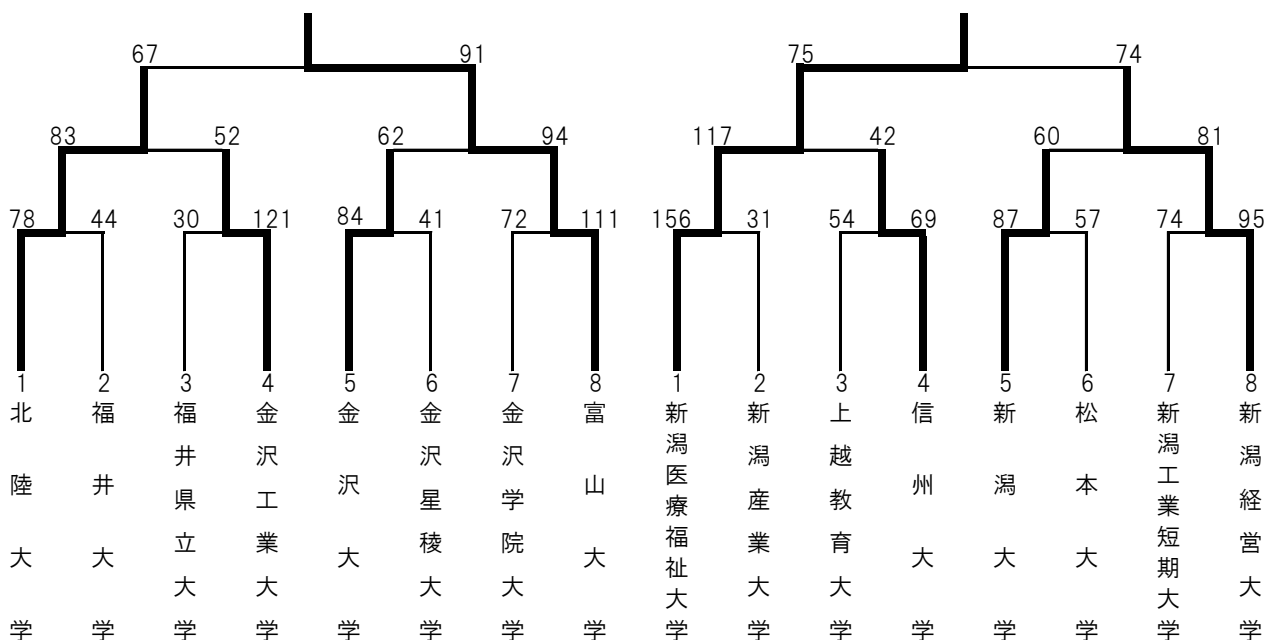 67 91 75 74
83 52 62 94 117 42 60 81
78 44 30 121 84 41 72 111 156 31 54 69 87 57 74 95
1 2 3 4 5 6 7 8 1 2 3 4 5 6 7 8
北陸大学
福井大学
福井県立大学
金沢工業大学
金沢大学
金沢星稜大学
金沢学院大学
富山大学
新潟医療福祉大学
新潟産業大学
上越教育大学
信州大学
新潟大学
松本大学
新潟工業短期大学
新潟経営大学